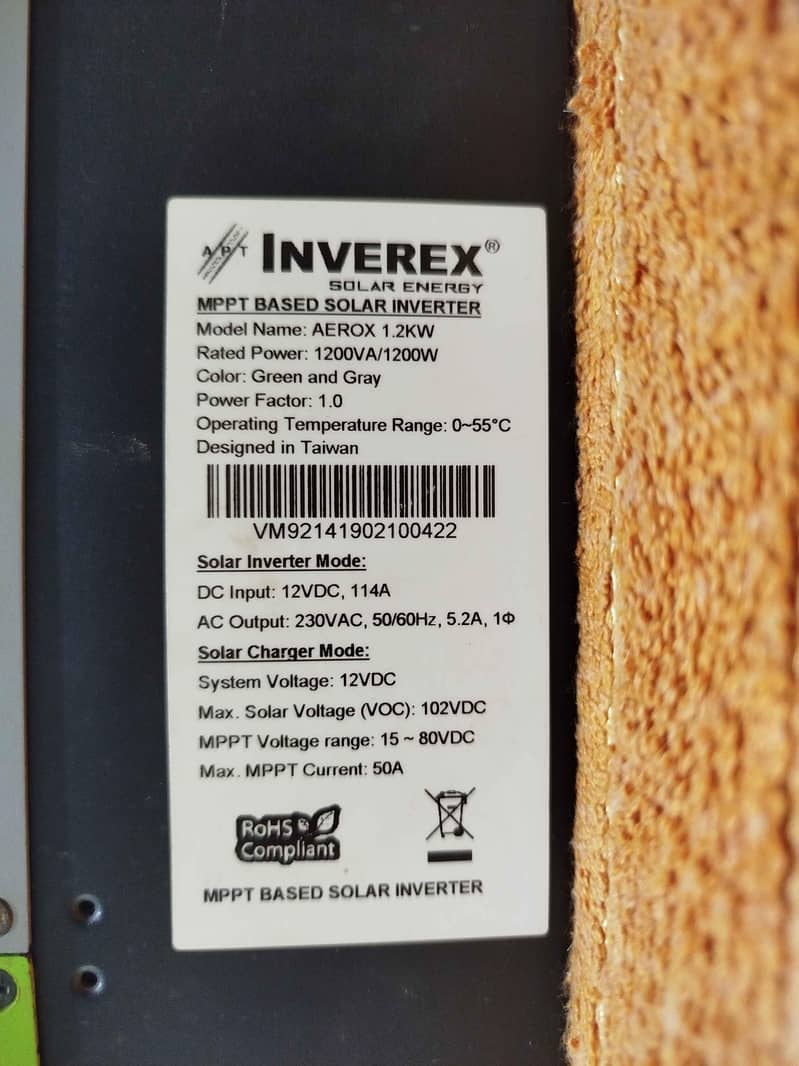 APT INVEREX®
SOLAR ENERGY
MPPT BASED SOLAR INVERTER
Model Name: AEROX 1.2KW
Rated Power: 1200VA/1200W
Color: Green and Gray
Power Factor: 1.0
Operating Temperature Range: 0~55°C
Designed in Taiwan
VM92141902100422
Solar Inverter Mode:
DC Input: 12VDC, 114A
AC Output: 230VAC, 50/60Hz, 5.2A, 1Φ
Solar Charger Mode:
System Voltage: 12VDC
Max. Solar Voltage (VOC): 102VDC
MPPT Voltage range: 15 ~ 80VDC
Max. MPPT Current: 50A
RoHS
Compliant
MPPT BASED SOLAR INVERTER